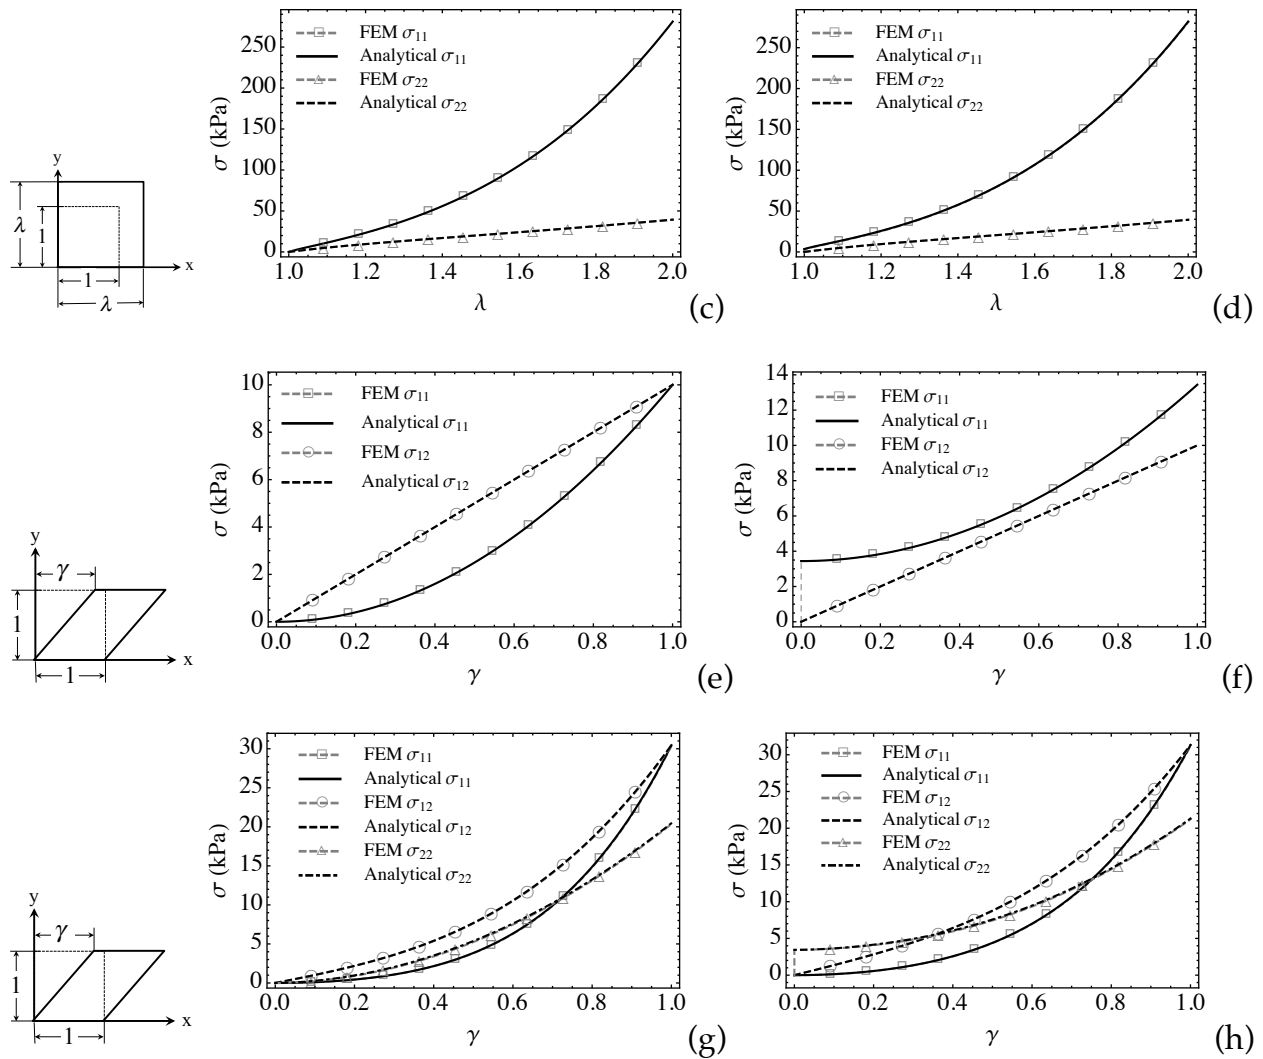 FEM σ11
Analytical σ11
FEM σ22
Analytical σ22
σ (kPa)
250
200
150
100
50
0
1.0 1.2 1.4 1.6 1.8 2.0
λ
(c)
FEM σ11
Analytical σ11
FEM σ22
Analytical σ22
σ (kPa)
250
200
150
100
50
0
1.0 1.2 1.4 1.6 1.8 2.0
λ
(d)
y
λ
1
x
1
λ
FEM σ11
Analytical σ11
FEM σ12
Analytical σ12
σ (kPa)
10
8
6
4
2
0
0.0 0.2 0.4 0.6 0.8 1.0
γ
(e)
FEM σ11
Analytical σ11
FEM σ12
Analytical σ12
σ (kPa)
14
12
10
8
6
4
2
0
0.0 0.2 0.4 0.6 0.8 1.0
γ
(f)
y
γ
1
x
1
FEM σ11
Analytical σ11
FEM σ12
Analytical σ12
FEM σ22
Analytical σ22
σ (kPa)
30
25
20
15
10
5
0
0.0 0.2 0.4 0.6 0.8 1.0
γ
(g)
FEM σ11
Analytical σ11
FEM σ12
Analytical σ12
FEM σ22
Analytical σ22
σ (kPa)
30
25
20
15
10
5
0
0.0 0.2 0.4 0.6 0.8 1.0
γ
(h)
y
γ
1
x
1